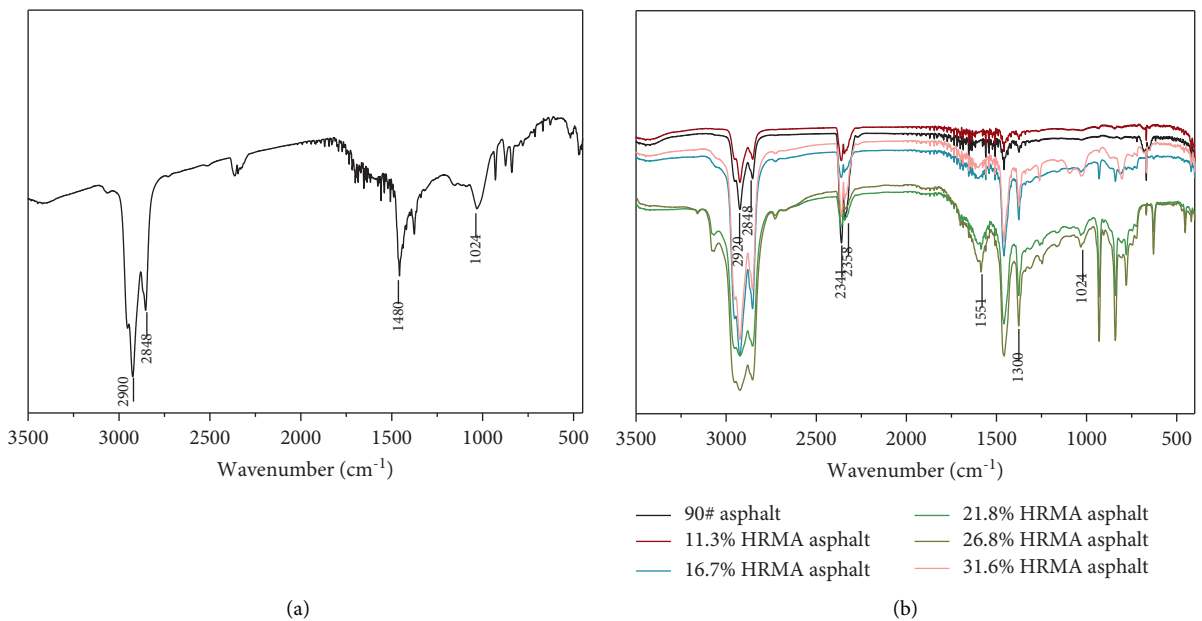 2900
2848
1480
1024
3500 3000 2500 2000 1500 1000 500
Wavenumber (cm-1)
(a)
2920
2848
2341
2358
1551
1300
1024
3500 3000 2500 2000 1500 1000 500
Wavenumber (cm-1)
90# asphalt
11.3% HRMA asphalt
16.7% HRMA asphalt
21.8% HRMA asphalt
26.8% HRMA asphalt
31.6% HRMA asphalt
(b)